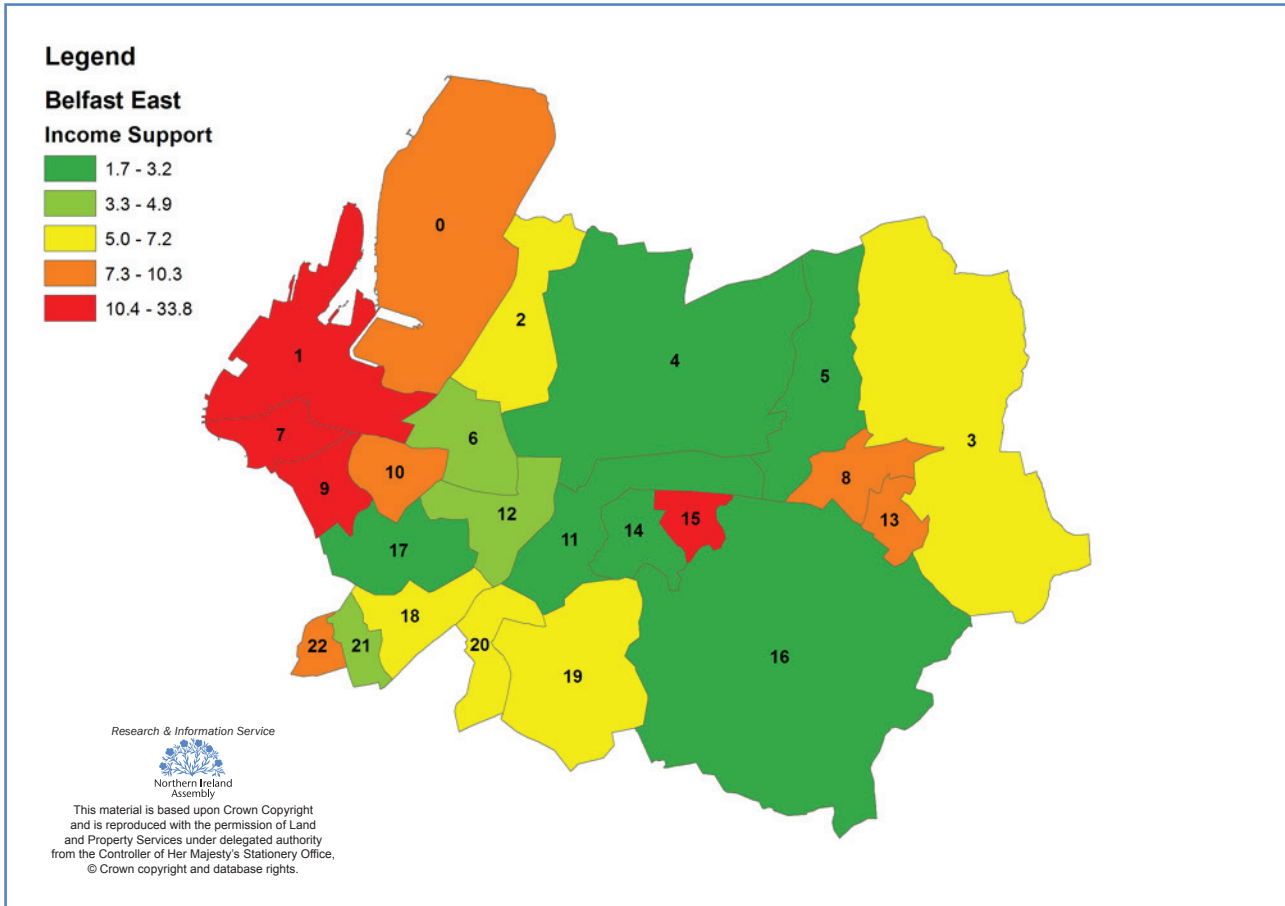 Legend
Belfast East
Income Support
1.7 - 3.2
3.3 - 4.9
5.0 - 7.2
7.3 - 10.3
10.4 - 33.8
0
1
2
3
4
5
6
7
8
9
10
11
12
13
14
15
16
17
18
19
20
21
22
Research & Information Service
Northern Ireland
Assembly
This material is based upon Crown Copyright
and is reproduced with the permission of Land
and Property Services under delegated authority
from the Controller of Her Majesty's Stationery Office,
© Crown copyright and database rights.